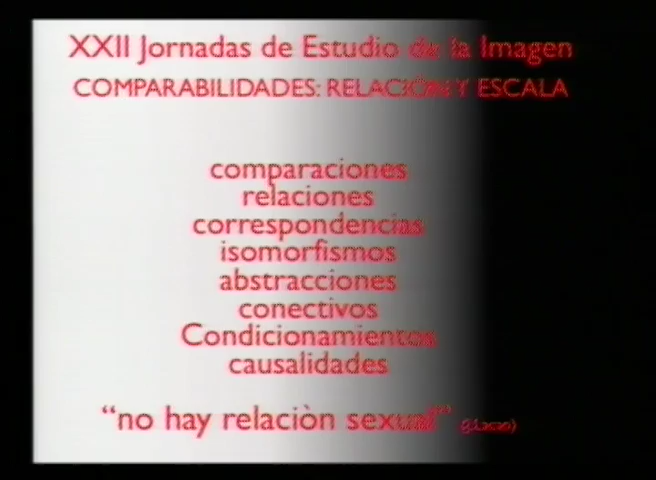 XXII Jornadas de Estudio de la Imagen
COMPARABILIDADES: RELACIÓN Y ESCALA
comparaciones
relaciones
correspondencias
isomorfismos
abstracciones
conectivos
Condicionamientos
causalidades
“no hay relaciòn sexual” (J.Lacan)